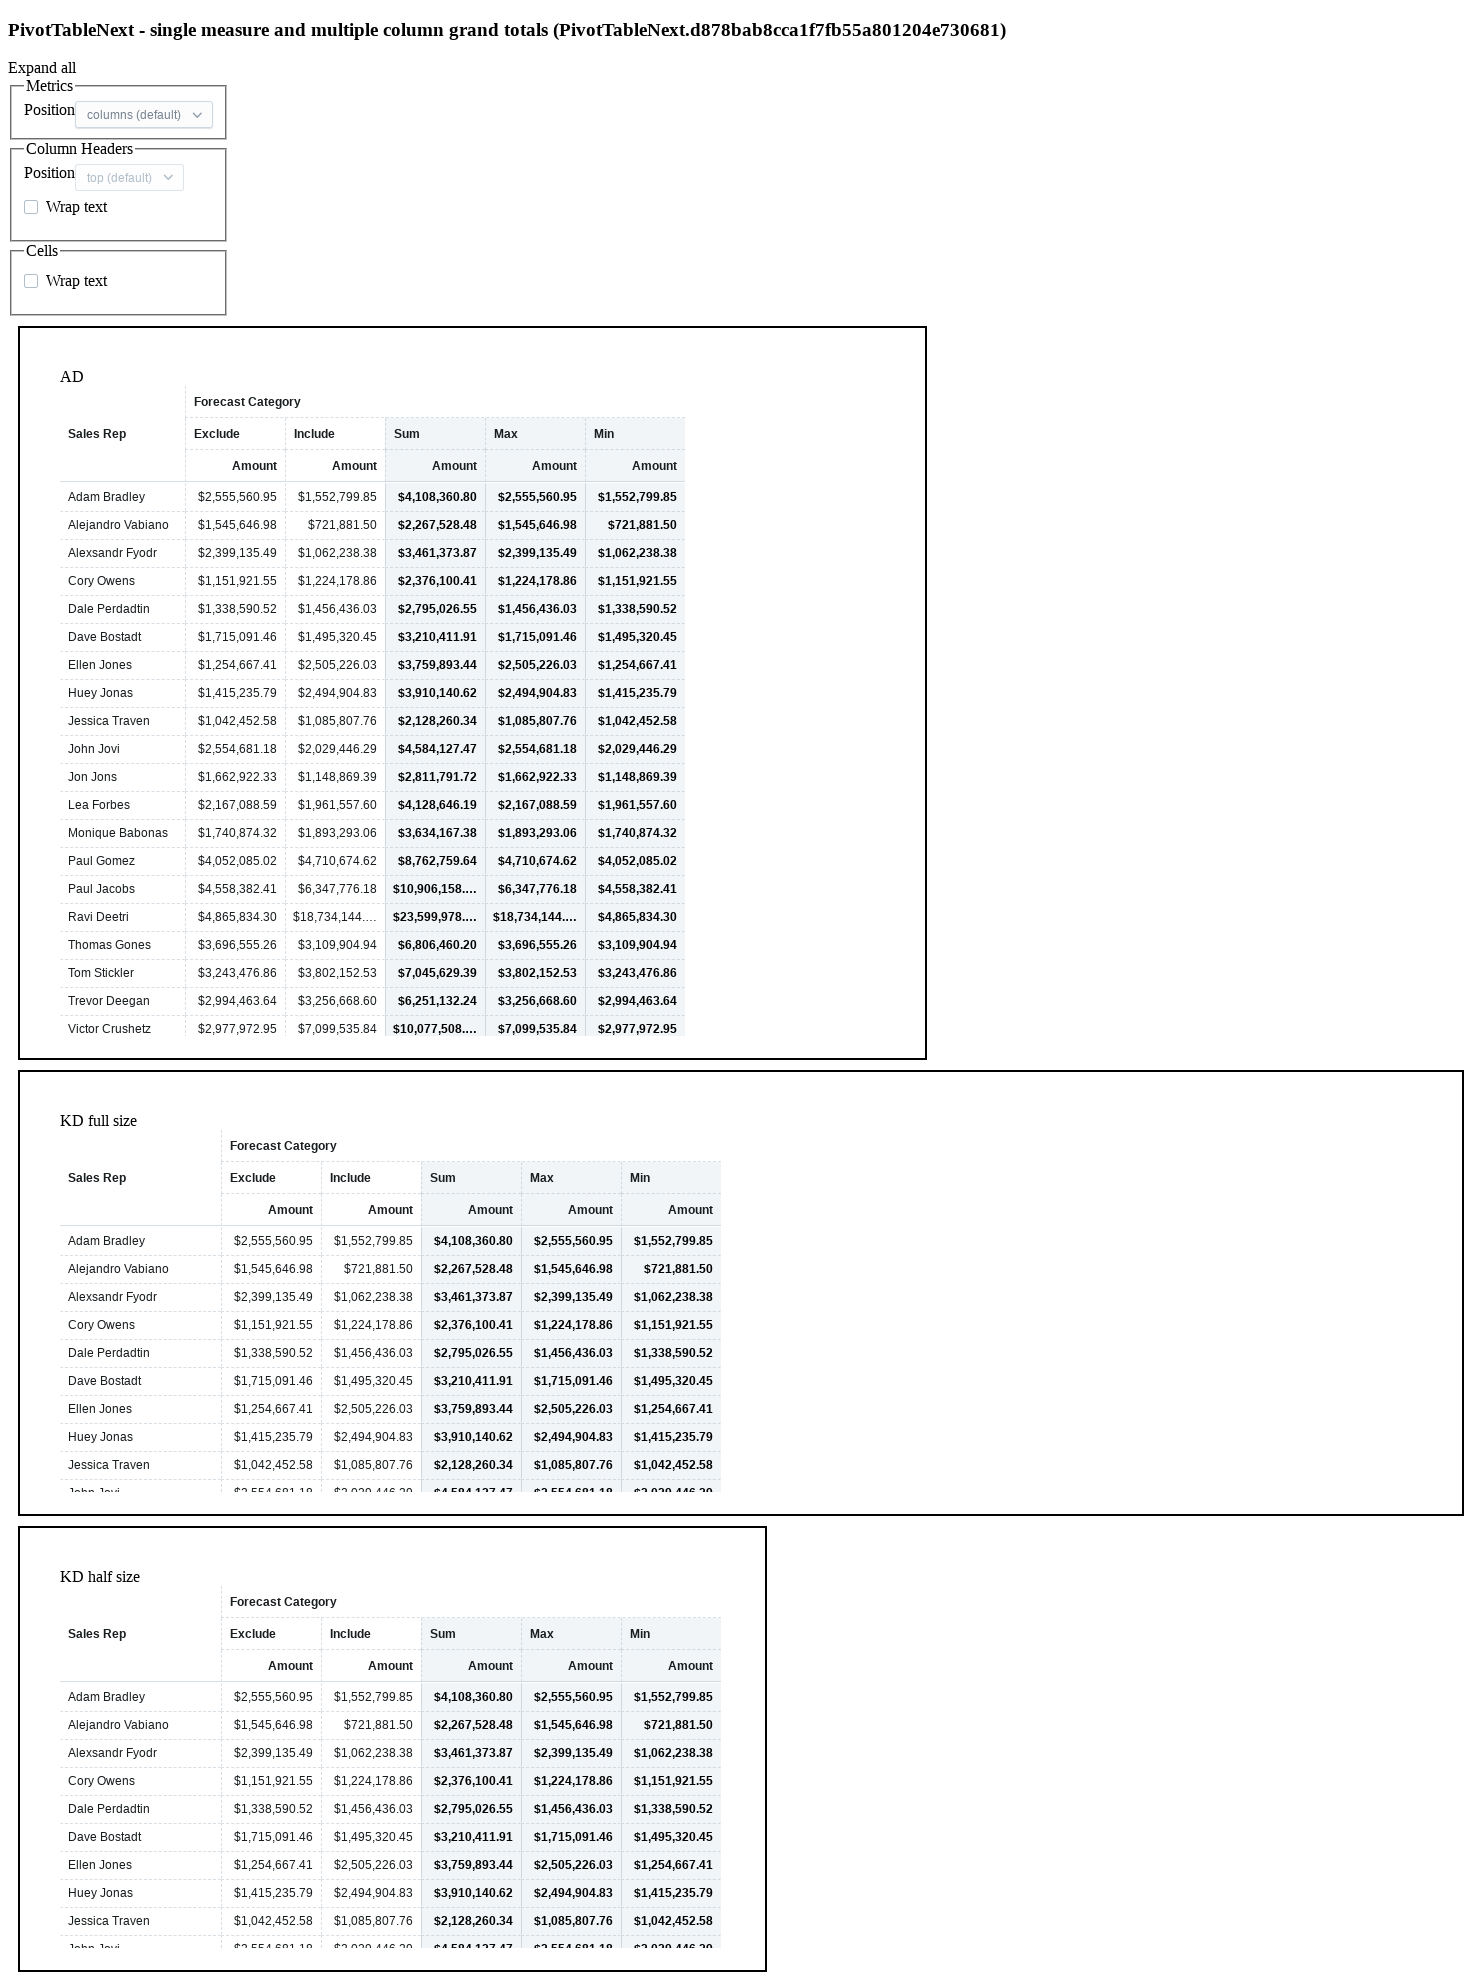 PivotTableNext - single measure and multiple column grand totals (PivotTableNext.d878bab8cca1f7fb55a801204e730681)
Expand all
Metrics
Position columns (default)
Column Headers
Position top (default)
Wrap text
Cells
Wrap text
AD
Forecast Category
Sales Rep Exclude Include Sum Max Min
Amount Amount Amount Amount Amount
Adam Bradley $2,555,560.95 $1,552,799.85 $4,108,360.80 $2,555,560.95 $1,552,799.85
Alejandro Vabiano $1,545,646.98 $721,881.50 $2,267,528.48 $1,545,646.98 $721,881.50
Alexsandr Fyodr $2,399,135.49 $1,062,238.38 $3,461,373.87 $2,399,135.49 $1,062,238.38
Cory Owens $1,151,921.55 $1,224,178.86 $2,376,100.41 $1,224,178.86 $1,151,921.55
Dale Perdadtin $1,338,590.52 $1,456,436.03 $2,795,026.55 $1,456,436.03 $1,338,590.52
Dave Bostadt $1,715,091.46 $1,495,320.45 $3,210,411.91 $1,715,091.46 $1,495,320.45
Ellen Jones $1,254,667.41 $2,505,226.03 $3,759,893.44 $2,505,226.03 $1,254,667.41
Huey Jonas $1,415,235.79 $2,494,904.83 $3,910,140.62 $2,494,904.83 $1,415,235.79
Jessica Traven $1,042,452.58 $1,085,807.76 $2,128,260.34 $1,085,807.76 $1,042,452.58
John Jovi $2,554,681.18 $2,029,446.29 $4,584,127.47 $2,554,681.18 $2,029,446.29
Jon Jons $1,662,922.33 $1,148,869.39 $2,811,791.72 $1,662,922.33 $1,148,869.39
Lea Forbes $2,167,088.59 $1,961,557.60 $4,128,646.19 $2,167,088.59 $1,961,557.60
Monique Babonas $1,740,874.32 $1,893,293.06 $3,634,167.38 $1,893,293.06 $1,740,874.32
Paul Gomez $4,052,085.02 $4,710,674.62 $8,762,759.64 $4,710,674.62 $4,052,085.02
Paul Jacobs $4,558,382.41 $6,347,776.18 $10,906,158.… $6,347,776.18 $4,558,382.41
Ravi Deetri $4,865,834.30 $18,734,144.… $23,599,978.… $18,734,144.… $4,865,834.30
Thomas Gones $3,696,555.26 $3,109,904.94 $6,806,460.20 $3,696,555.26 $3,109,904.94
Tom Stickler $3,243,476.86 $3,802,152.53 $7,045,629.39 $3,802,152.53 $3,243,476.86
Trevor Deegan $2,994,463.64 $3,256,668.60 $6,251,132.24 $3,256,668.60 $2,994,463.64
Victor Crushetz $2,977,972.95 $7,099,535.84 $10,077,508.… $7,099,535.84 $2,977,972.95
KD full size
Forecast Category
Sales Rep Exclude Include Sum Max Min
Amount Amount Amount Amount Amount
Adam Bradley $2,555,560.95 $1,552,799.85 $4,108,360.80 $2,555,560.95 $1,552,799.85
Alejandro Vabiano $1,545,646.98 $721,881.50 $2,267,528.48 $1,545,646.98 $721,881.50
Alexsandr Fyodr $2,399,135.49 $1,062,238.38 $3,461,373.87 $2,399,135.49 $1,062,238.38
Cory Owens $1,151,921.55 $1,224,178.86 $2,376,100.41 $1,224,178.86 $1,151,921.55
Dale Perdadtin $1,338,590.52 $1,456,436.03 $2,795,026.55 $1,456,436.03 $1,338,590.52
Dave Bostadt $1,715,091.46 $1,495,320.45 $3,210,411.91 $1,715,091.46 $1,495,320.45
Ellen Jones $1,254,667.41 $2,505,226.03 $3,759,893.44 $2,505,226.03 $1,254,667.41
Huey Jonas $1,415,235.79 $2,494,904.83 $3,910,140.62 $2,494,904.83 $1,415,235.79
Jessica Traven $1,042,452.58 $1,085,807.76 $2,128,260.34 $1,085,807.76 $1,042,452.58
KD half size
Forecast Category
Sales Rep Exclude Include Sum Max Min
Amount Amount Amount Amount Amount
Adam Bradley $2,555,560.95 $1,552,799.85 $4,108,360.80 $2,555,560.95 $1,552,799.85
Alejandro Vabiano $1,545,646.98 $721,881.50 $2,267,528.48 $1,545,646.98 $721,881.50
Alexsandr Fyodr $2,399,135.49 $1,062,238.38 $3,461,373.87 $2,399,135.49 $1,062,238.38
Cory Owens $1,151,921.55 $1,224,178.86 $2,376,100.41 $1,224,178.86 $1,151,921.55
Dale Perdadtin $1,338,590.52 $1,456,436.03 $2,795,026.55 $1,456,436.03 $1,338,590.52
Dave Bostadt $1,715,091.46 $1,495,320.45 $3,210,411.91 $1,715,091.46 $1,495,320.45
Ellen Jones $1,254,667.41 $2,505,226.03 $3,759,893.44 $2,505,226.03 $1,254,667.41
Huey Jonas $1,415,235.79 $2,494,904.83 $3,910,140.62 $2,494,904.83 $1,415,235.79
Jessica Traven $1,042,452.58 $1,085,807.76 $2,128,260.34 $1,085,807.76 $1,042,452.58